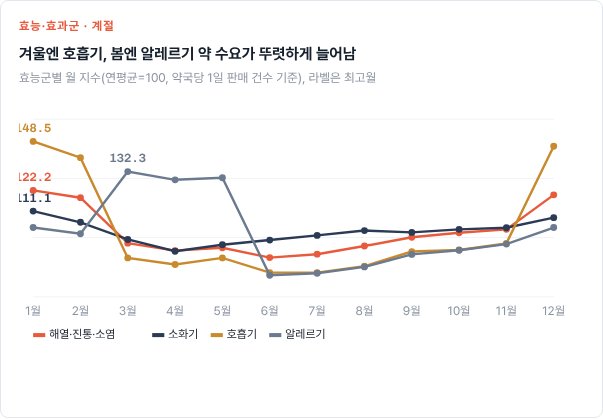 효능·효과군 · 계절
겨울엔 호흡기, 봄엔 알레르기 약 수요가 뚜렷하게 늘어남
효능군별 월 지수(연평균=100, 약국당 1일 판매 건수 기준), 라벨은 최고월
148.5
132.3
122.2
111.1
1월 2월 3월 4월 5월 6월 7월 8월 9월 10월 11월 12월
해열·진통·소염 소화기 호흡기 알레르기